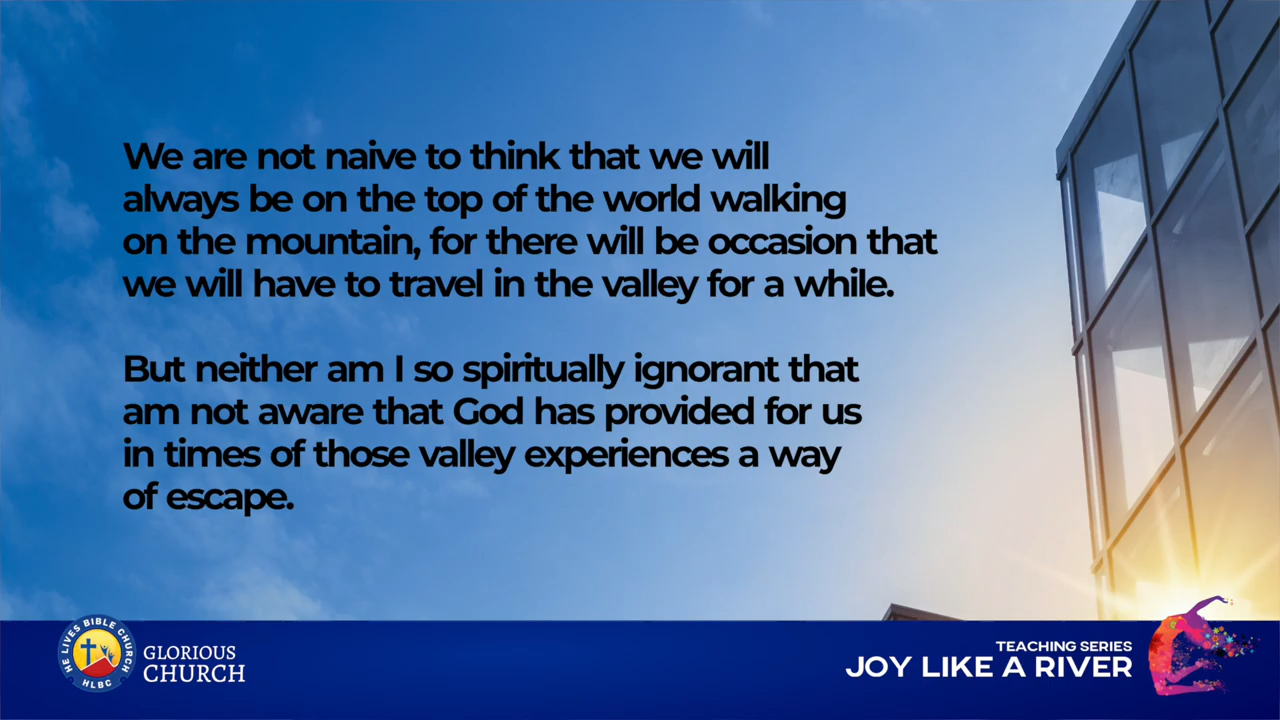 We are not naive to think that we will
always be on the top of the world walking
on the mountain, for there will be occasion that
we will have to travel in the valley for a while.
But neither am I so spiritually ignorant that
am not aware that God has provided for us
in times of those valley experiences a way
of escape.
HE LIVES BIBLE CHURCH
HLBC
GLORIOUS
CHURCH
TEACHING SERIES
JOY LIKE A RIVER